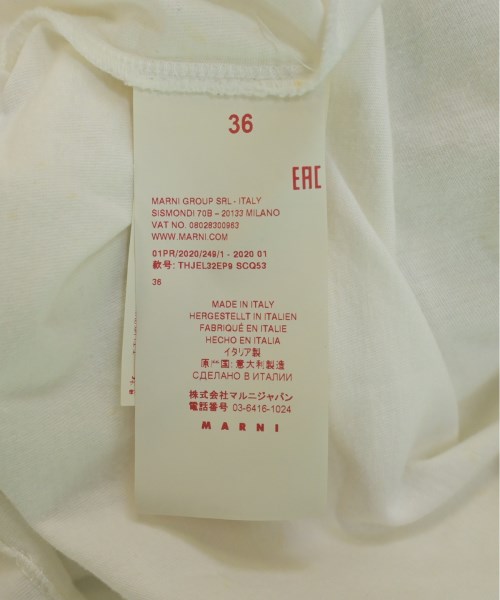 36
EAC
MARNI GROUP SRL - ITALY
SISMONDI 70B – 20133 MILANO
VAT NO. 08028300963
WWW.MARNI.COM
01PR/2020/249/1 - 2020 01
款号: THJEL32EP9 SCQ53
36
MADE IN ITALY
HERGESTELLT IN ITALIEN
FABRIQUÉ EN ITALIE
HECHO EN ITALIA
イタリア製
原产国: 意大利製造
СДЕЛАНО В ИТАЛИИ
株式会社マルニジャパン
電話番号 03-6416-1024
MARNI